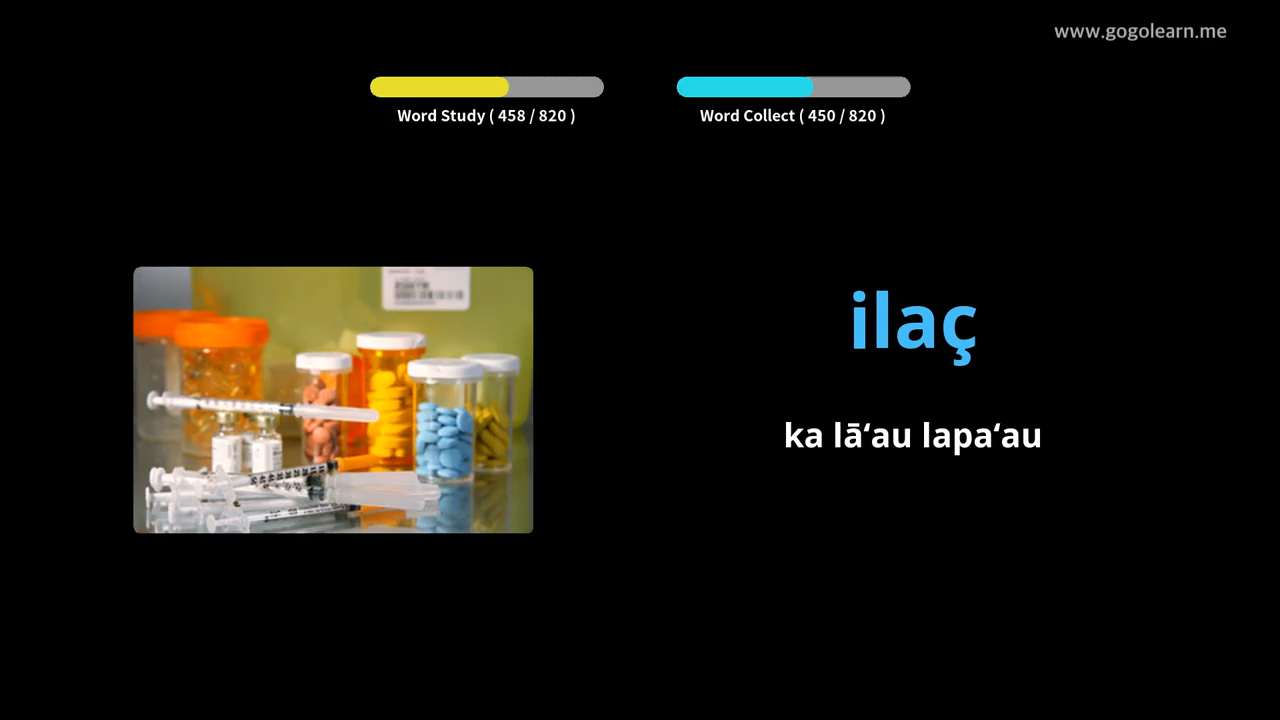 www.gogolearn.me
Word Study ( 458 / 820 )
Word Collect ( 450 / 820 )
ilaç
ka lāʻau lapaʻau